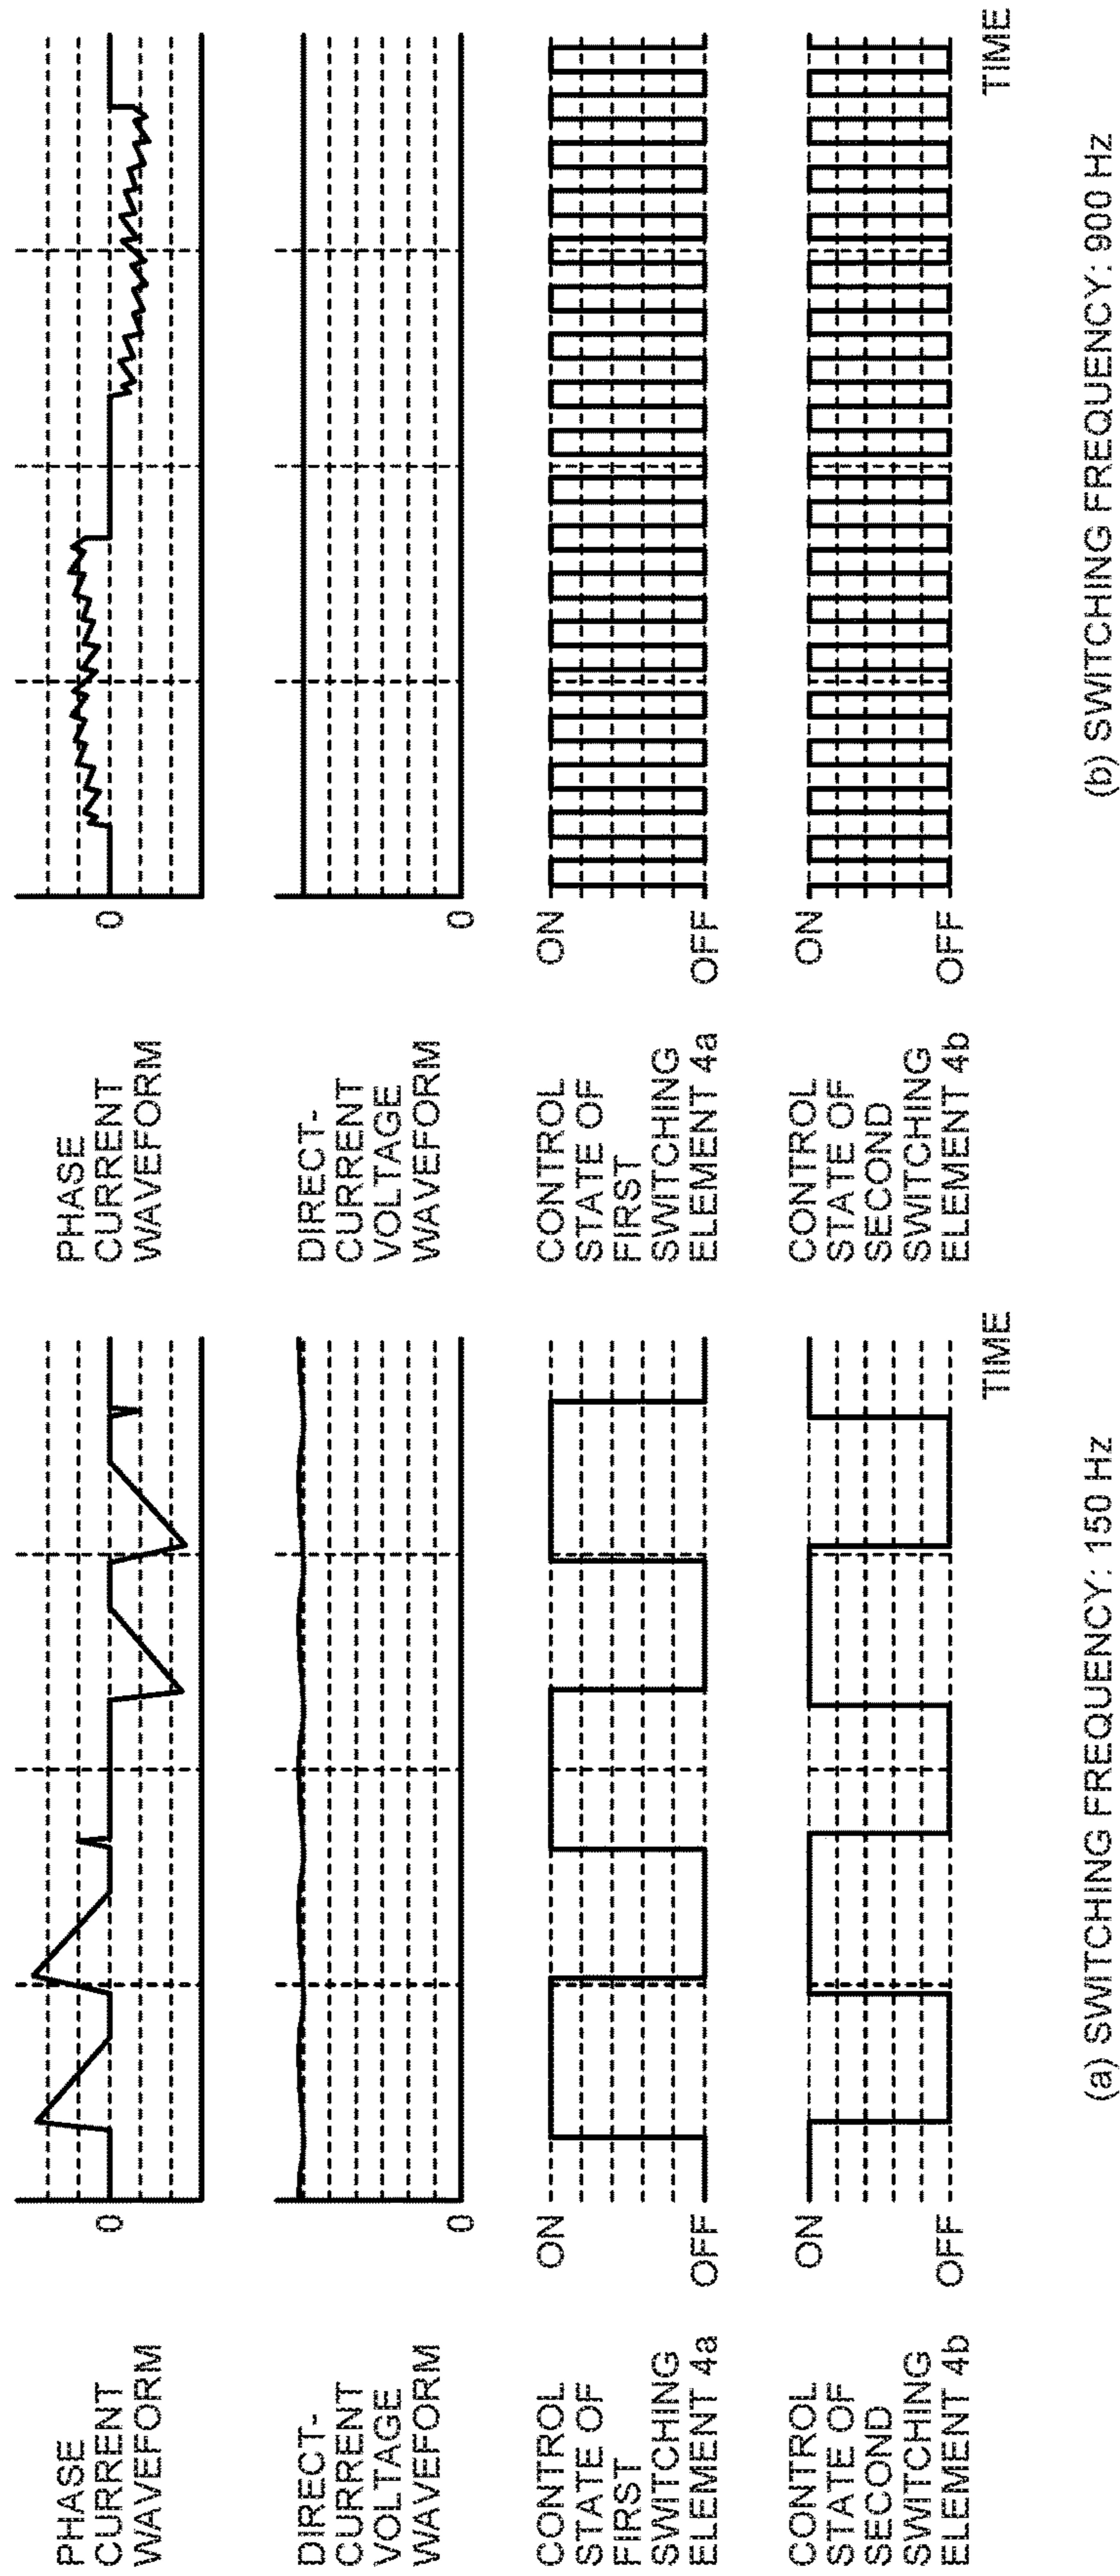 PHASE
CURRENT
WAVEFORM
0
DIRECT-
CURRENT
VOLTAGE
WAVEFORM
0
CONTROL
STATE OF
FIRST
SWITCHING
ELEMENT 4a
ON
OFF
CONTROL
STATE OF
SECOND
SWITCHING
ELEMENT 4b
ON
OFF
TIME
(a) SWITCHING FREQUENCY: 150 Hz
PHASE
CURRENT
WAVEFORM
0
DIRECT-
CURRENT
VOLTAGE
WAVEFORM
0
CONTROL
STATE OF
FIRST
SWITCHING
ELEMENT 4a
ON
OFF
CONTROL
STATE OF
SECOND
SWITCHING
ELEMENT 4b
ON
OFF
TIME
(b) SWITCHING FREQUENCY: 900 Hz